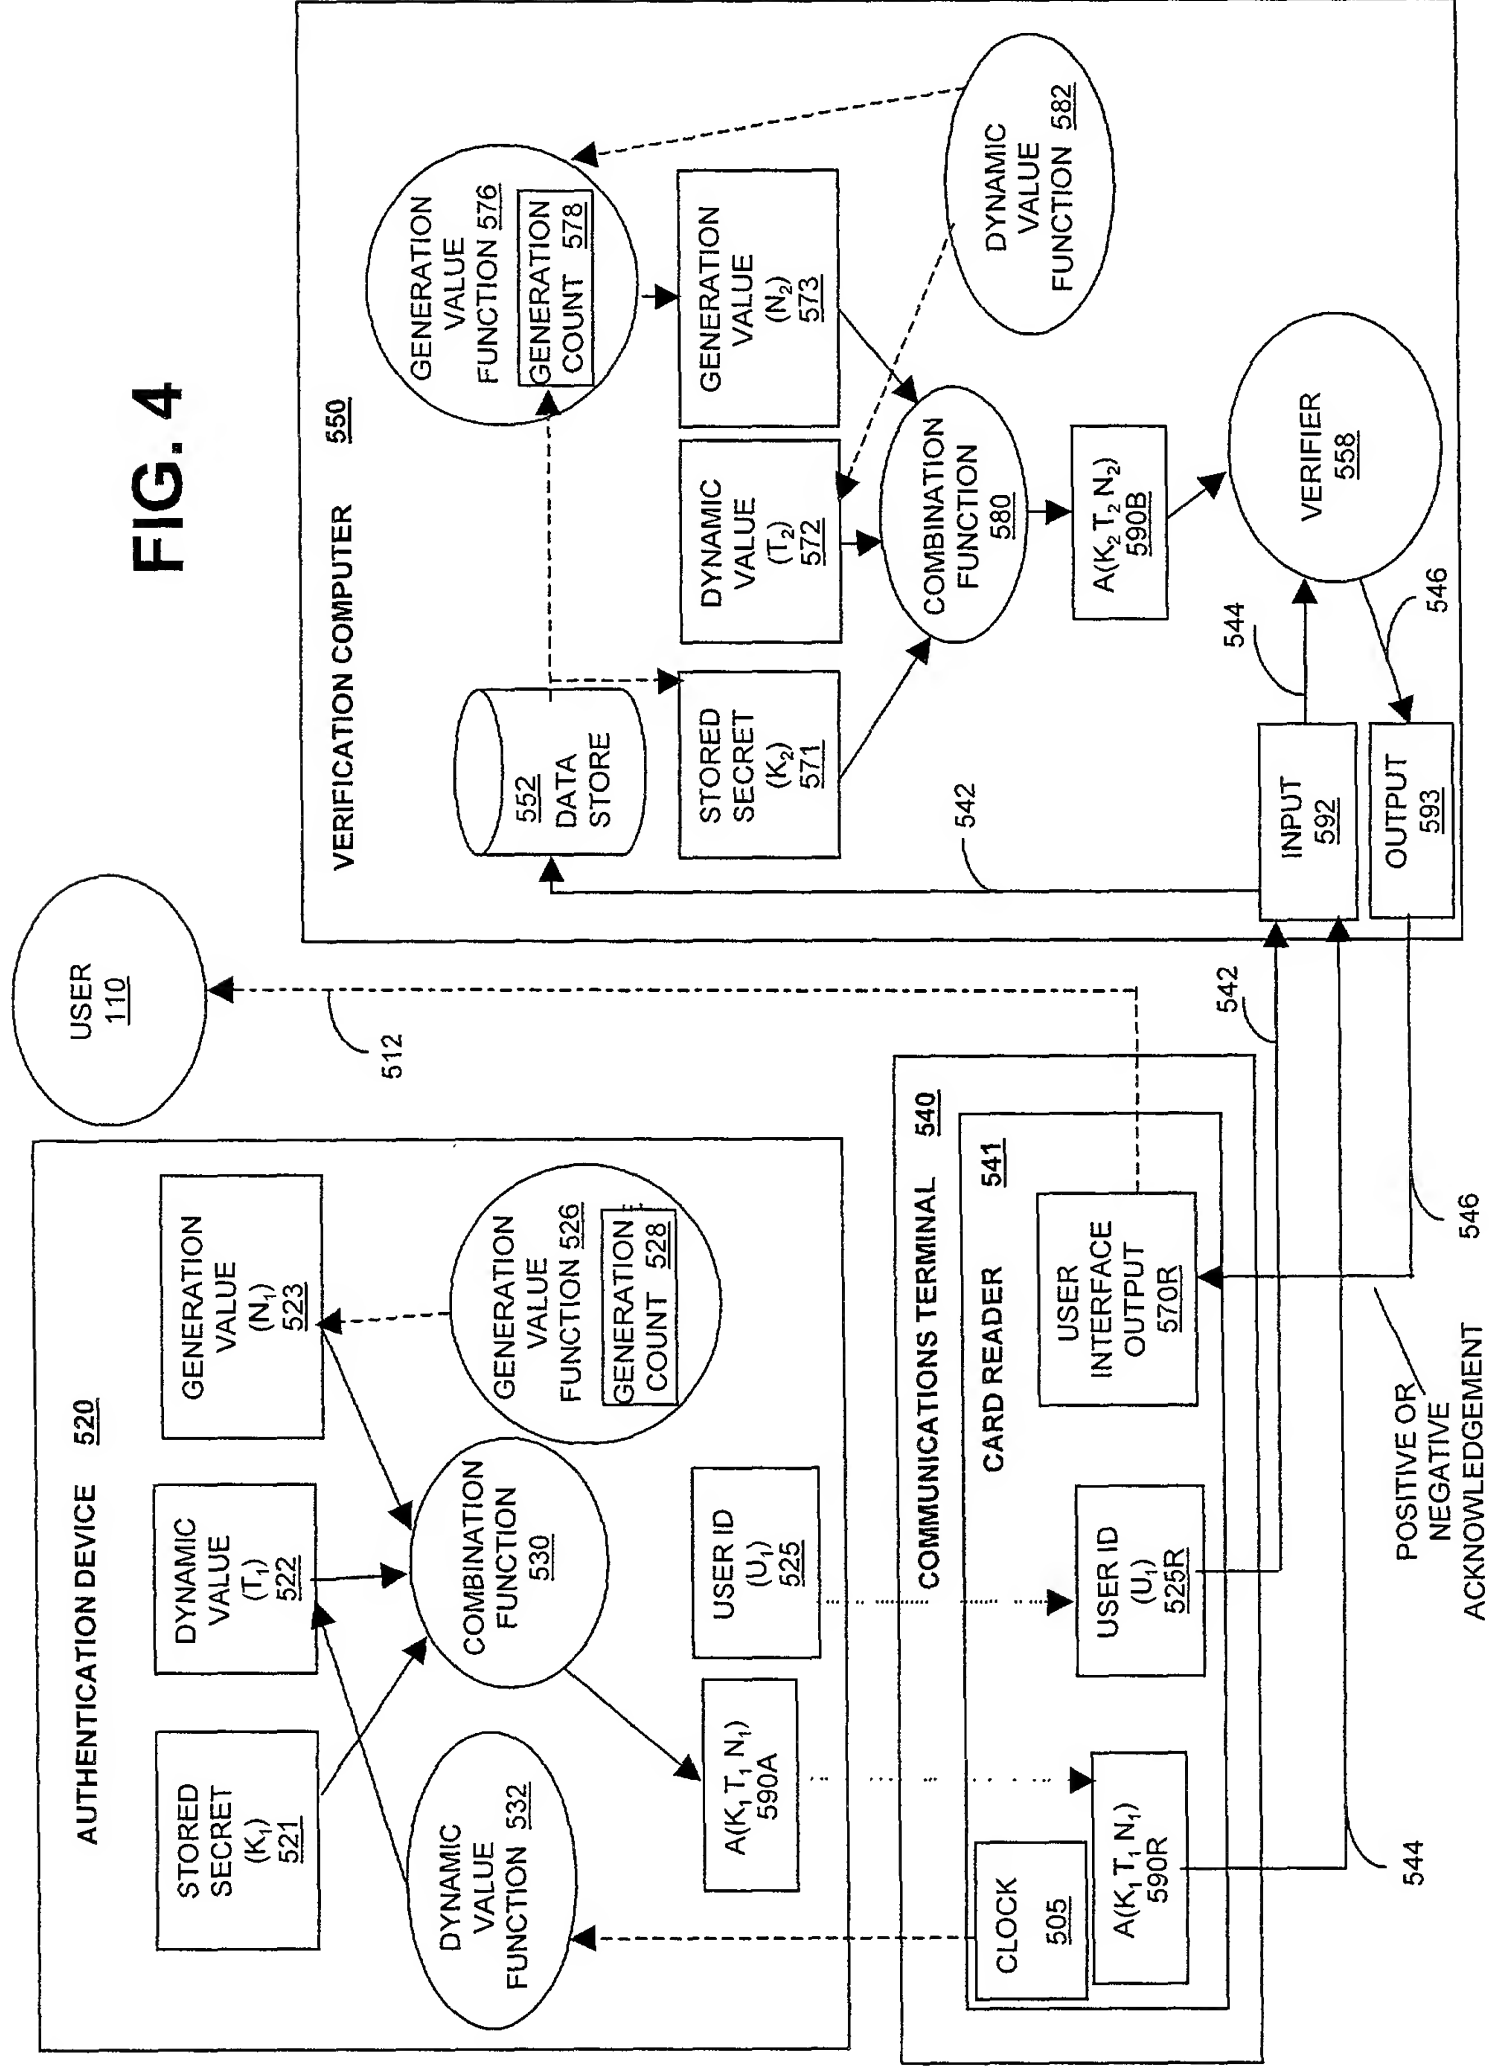 FIG. 4
AUTHENTICATION DEVICE 520
STORED
SECRET
(K₁)
521
DYNAMIC
VALUE
(T₁)
522
GENERATION
VALUE
(N₁)
523
DYNAMIC
VALUE
FUNCTION 532
COMBINATION
FUNCTION
530
GENERATION
VALUE
FUNCTION 526
GENERATION
COUNT 528
A(K₁ T₁ N₁)
590A
USER ID
(U₁)
525
USER
110
512
COMMUNICATIONS TERMINAL 540
CARD READER 541
CLOCK
505
A(K₁ T₁ N₁)
590R
USER ID
(U₁)
525R
USER
INTERFACE
OUTPUT
570R
544
542
546
POSITIVE OR
NEGATIVE
ACKNOWLEDGEMENT
VERIFICATION COMPUTER 550
552
DATA
STORE
GENERATION
VALUE
FUNCTION 576
GENERATION
COUNT 578
STORED
SECRET
(K₂)
571
DYNAMIC
VALUE
(T₂)
572
GENERATION
VALUE
(N₂)
573
COMBINATION
FUNCTION
580
DYNAMIC
VALUE
FUNCTION 582
A(K₂ T₂ N₂)
590B
542
544
VERIFIER
558
546
INPUT
592
OUTPUT
593